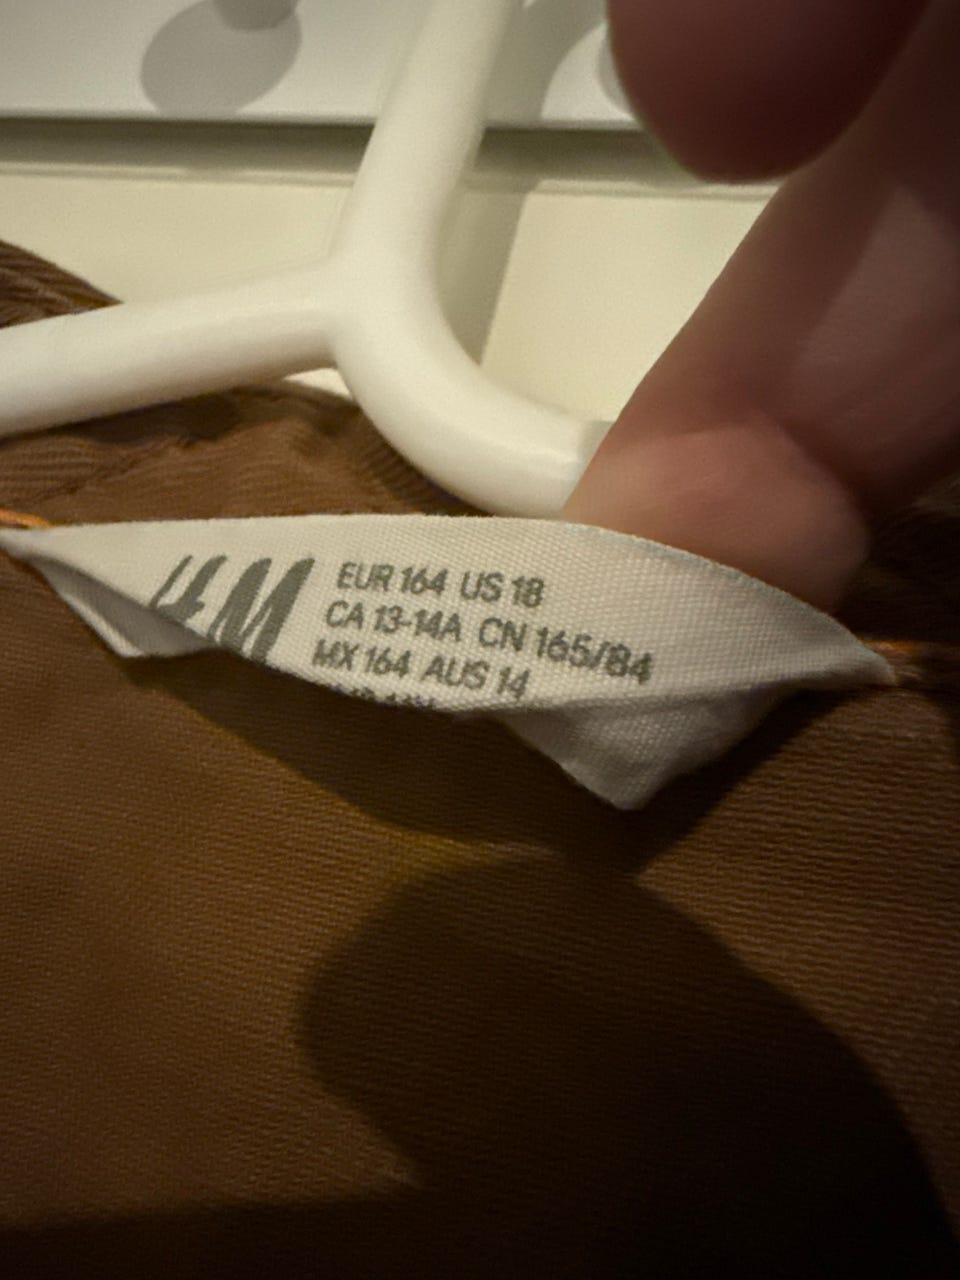 H&M
EUR 164 US 18
CA 13-14A CN 165/84
MX 164 AUS 14